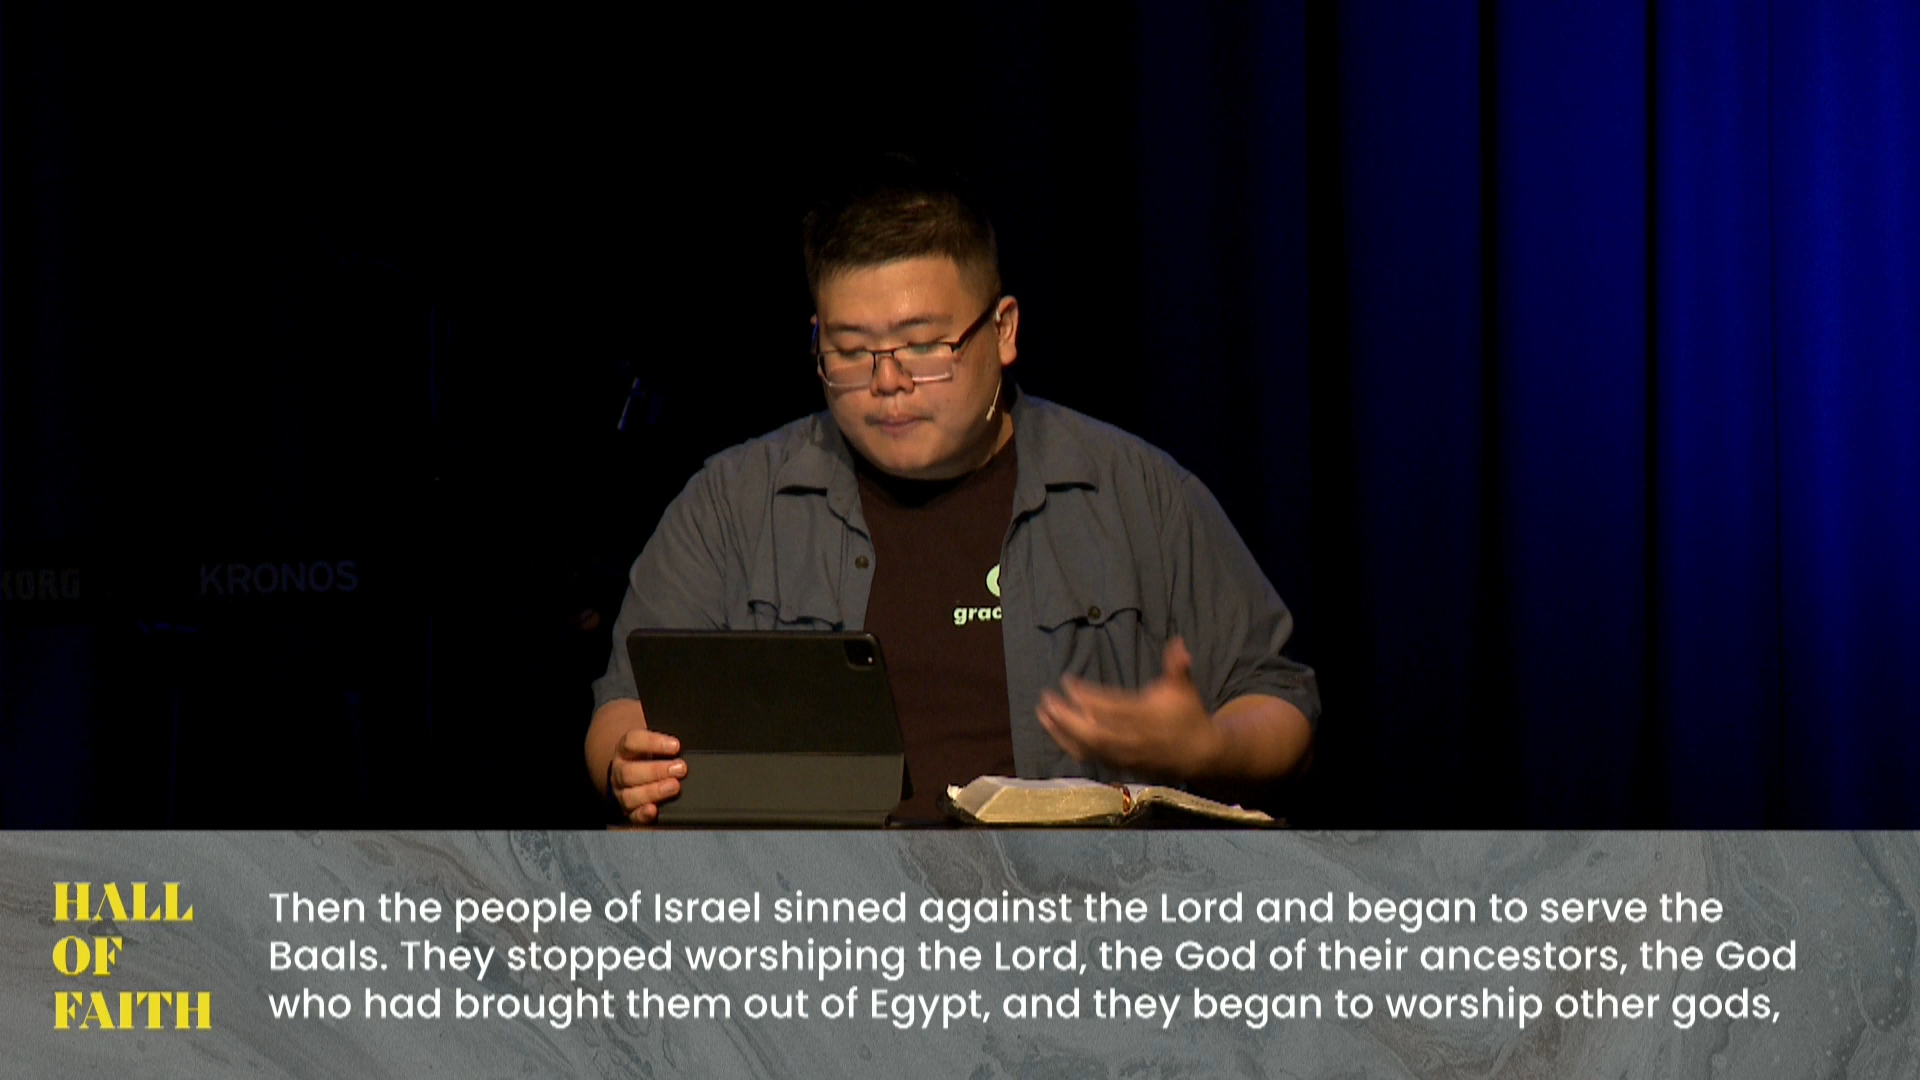 KORG
KRONOS
grac
HALL
OF
FAITH
Then the people of Israel sinned against the Lord and began to serve the
Baals. They stopped worshiping the Lord, the God of their ancestors, the God
who had brought them out of Egypt, and they began to worship other gods,